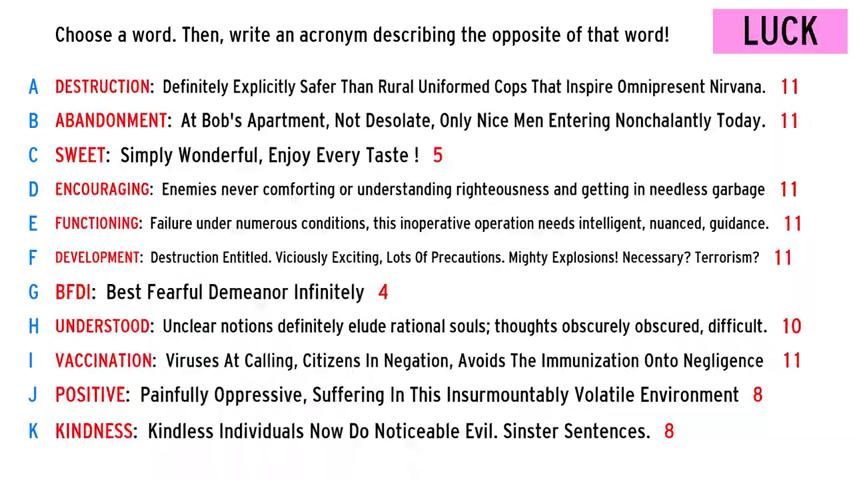 Choose a word. Then, write an acronym describing the opposite of that word! LUCK
A DESTRUCTION: Definitely Explicitly Safer Than Rural Uniformed Cops That Inspire Omnipresent Nirvana. 11
B ABANDONMENT: At Bob's Apartment, Not Desolate, Only Nice Men Entering Nonchalantly Today. 11
C SWEET: Simply Wonderful, Enjoy Every Taste ! 5
D ENCOURAGING: Enemies never comforting or understanding righteousness and getting in needless garbage 11
E FUNCTIONING: Failure under numerous conditions, this inoperative operation needs intelligent, nuanced, guidance. 11
F DEVELOPMENT: Destruction Entitled. Viciously Exciting, Lots Of Precautions. Mighty Explosions! Necessary? Terrorism? 11
G BFDI: Best Fearful Demeanor Infinitely 4
H UNDERSTOOD: Unclear notions definitely elude rational souls; thoughts obscurely obscured, difficult. 10
I VACCINATION: Viruses At Calling, Citizens In Negation, Avoids The Immunization Onto Negligence 11
J POSITIVE: Painfully Oppressive, Suffering In This Insurmountably Volatile Environment 8
K KINDNESS: Kindless Individuals Now Do Noticeable Evil. Sinster Sentences. 8